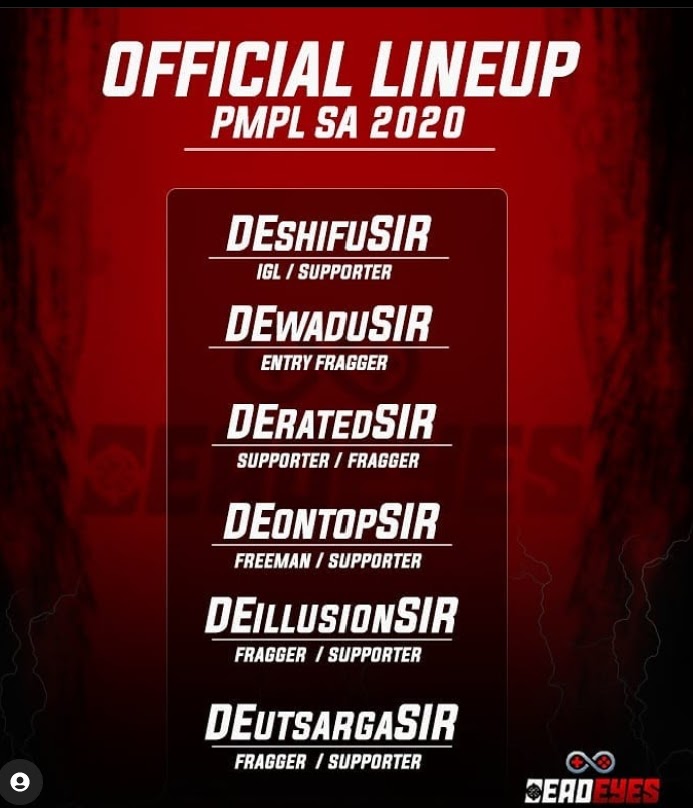 OFFICIAL LINEUP
PMPL SA 2020
DESHIFUSIR
IGL / SUPPORTER
DEWADUSIR
ENTRY FRAGGER
DERATEDSIR
SUPPORTER / FRAGGER
DEONTOPSIR
FREEMAN / SUPPORTER
DEILLUSIONSIR
FRAGGER / SUPPORTER
DEUTSARGASIR
FRAGGER / SUPPORTER
DEADEYES